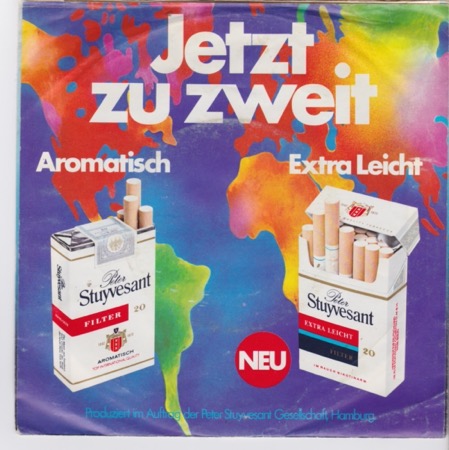 Jetzt
zu zweit
Aromatisch
Extra Leicht
Peter
Stuyvesant
FILTER
20
AROMATISCH
Peter
Stuyvesant
EXTRA LEICHT
FILTER
20
NEU
Produziert im Auftrag der Peter Stuyvesant Gesellschaft, Hamburg.